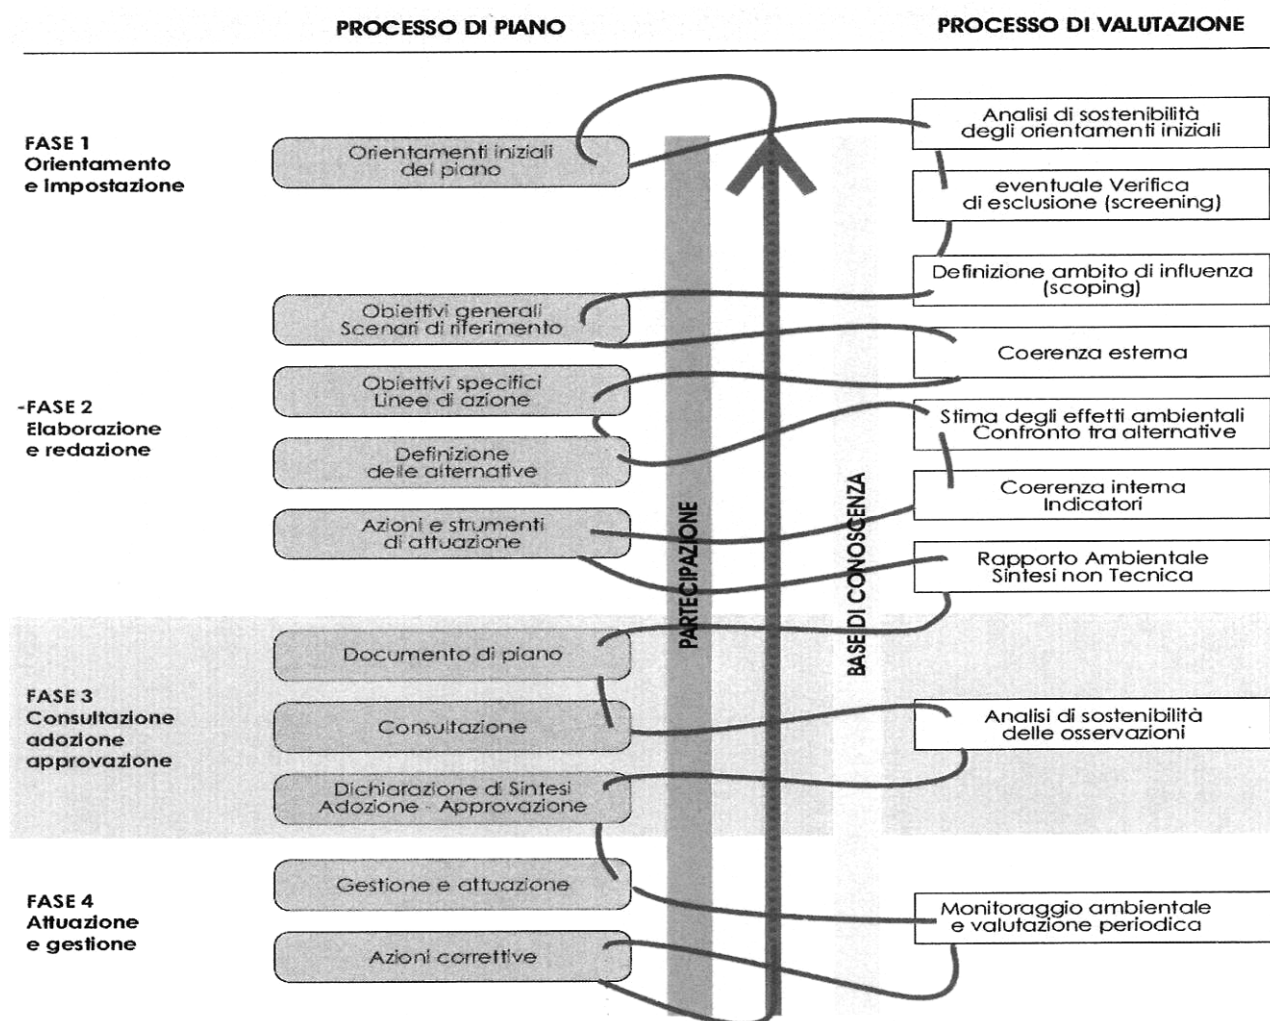 PROCESSO DI PIANO
PROCESSO DI VALUTAZIONE
FASE 1
Orientamento
e Impostazione
Orientamenti iniziali
del piano
Analisi di sostenibilità
degli orientamenti iniziali
eventuale Verifica
di esclusione (screening)
Definizione ambito di influenza
(scoping)
-FASE 2
Elaborazione
e redazione
Obiettivi generali
Scenari di riferimento
Coerenza esterna
Obiettivi specifici
Linee di azione
Stima degli effetti ambientali
Confronto tra alternative
Definizione
delle alternative
Coerenza interna
Indicatori
Azioni e strumenti
di attuazione
Rapporto Ambientale
Sintesi non Tecnica
PARTECIPAZIONE
BASE DI CONOSCENZA
FASE 3
Consultazione
adozione
approvazione
Documento di piano
Consultazione
Analisi di sostenibilità
delle osservazioni
Dichiarazione di Sintesi
Adozione - Approvazione
FASE 4
Attuazione
e gestione
Gestione e attuazione
Monitoraggio ambientale
e valutazione periodica
Azioni correttive